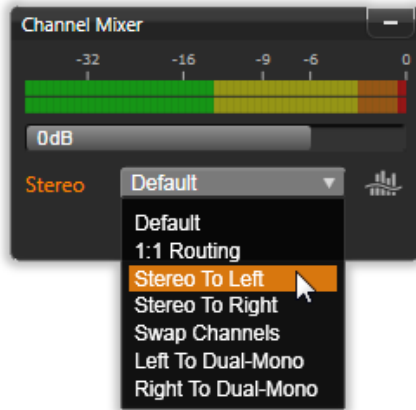 Channel Mixer
-32 -16 -9 -6 0
0dB
Stereo Default
Default
1:1 Routing
Stereo To Left
Stereo To Right
Swap Channels
Left To Dual-Mono
Right To Dual-Mono